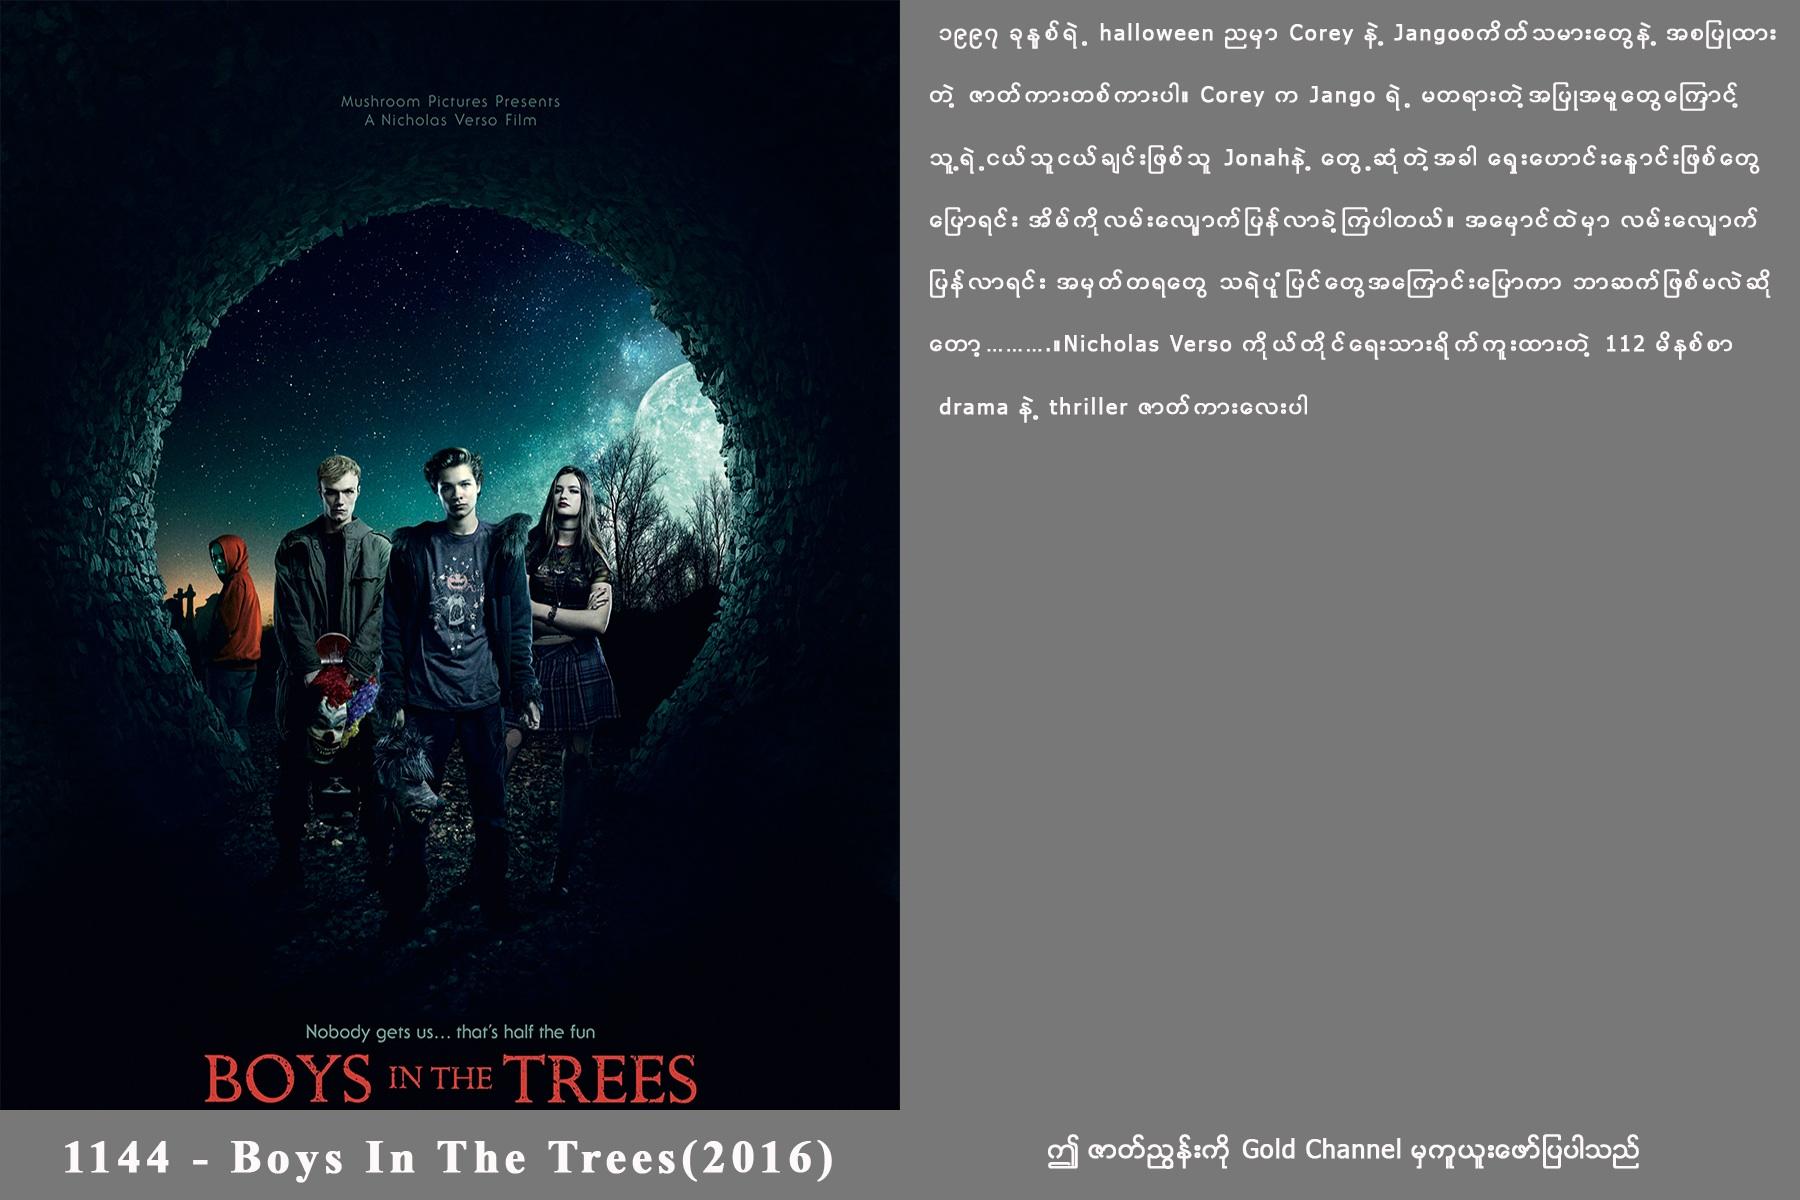 Mushroom Pictures Presents
A Nicholas Verso Film
Nobody gets us... that's half the fun
BOYS IN THE TREES
1144 - Boys In The Trees(2016)
၁၉၉၇ ခုနှစ်ရဲ့ halloween ညမှာ Corey နဲ့ Jangoစကိတ်သမားတွေနဲ့ အစပြုထား
တဲ့ ဇာတ်ကားတစ်ကားပါ။ Corey က Jango ရဲ့ မတရားတဲ့အပြုအမူတွေကြောင့်
သူ့ရဲ့ငယ်သူငယ်ချင်းဖြစ်သူ Jonahနဲ့ တွေ့ဆုံတဲ့အခါ ရှေးဟောင်းနှောင်းဖြစ်တွေ
ပြောရင်း အိမ်ကိုလမ်းလျှောက်ပြန်လာခဲ့ကြပါတယ်။ အမှောင်ထဲမှာ လမ်းလျှောက်
ပြန်လာရင်း အမှတ်တရတွေ သရဲပုံပြင်တွေအကြောင်းပြောကာ ဘာဆက်ဖြစ်မလဲဆို
တော့……….။Nicholas Verso ကိုယ်တိုင်ရေးသားရိုက်ကူးထားတဲ့ 112 မိနစ်စာ
drama နဲ့ thriller ဇာတ်ကားလေးပါ
ဤ ဇာတ်ညွှန်းကို Gold Channel မှကူယူဖော်ပြပါသည်